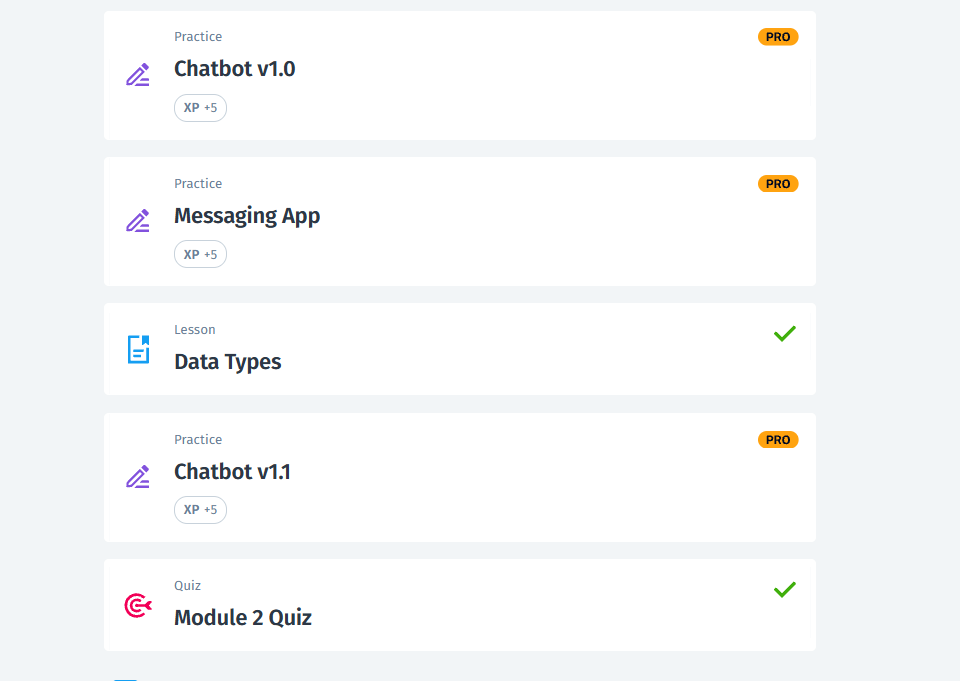 Practice
PRO
Chatbot v1.0
XP +5
Practice
PRO
Messaging App
XP +5
Lesson
Data Types
Practice
PRO
Chatbot v1.1
XP +5
Quiz
Module 2 Quiz